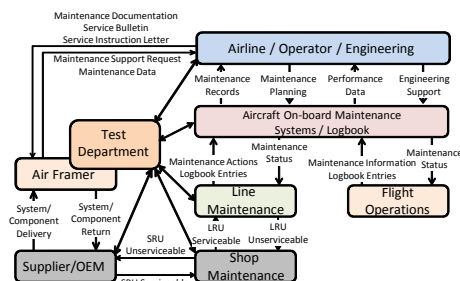 Maintenance Documentation
Service Bulletin
Service Instruction Letter
Airline / Operator / Engineering
Maintenance Support Request
Maintenance Data
Maintenance
Records
Maintenance
Planning
Performance
Data
Engineering
Support
Aircraft On-board Maintenance
Systems / Logbook
Test
Department
Maintenance Actions
Logbook Entries
Maintenance
Status
Maintenance Information
Logbook Entries
Maintenance
Status
Air Framer
Line
Maintenance
Flight
Operations
System/
Component
Delivery
System/
Component
Return
LRU
Serviceable
LRU
Unserviceable
SRU
Unserviceable
Supplier/OEM
Shop
Maintenance
SRU Serviceable